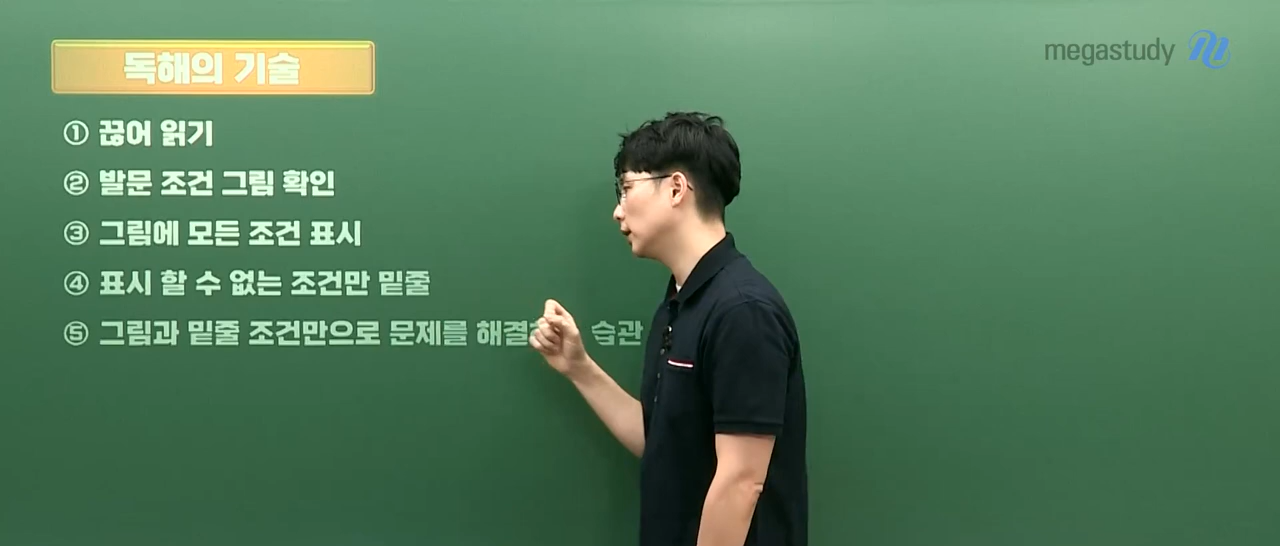 megastudy
독해의 기술
① 끊어 읽기
② 발문 조건 그림 확인
③ 그림에 모든 조건 표시
④ 표시 할 수 없는 조건만 밑줄
⑤ 그림과 밑줄 조건만으로 문제를 해결 습관